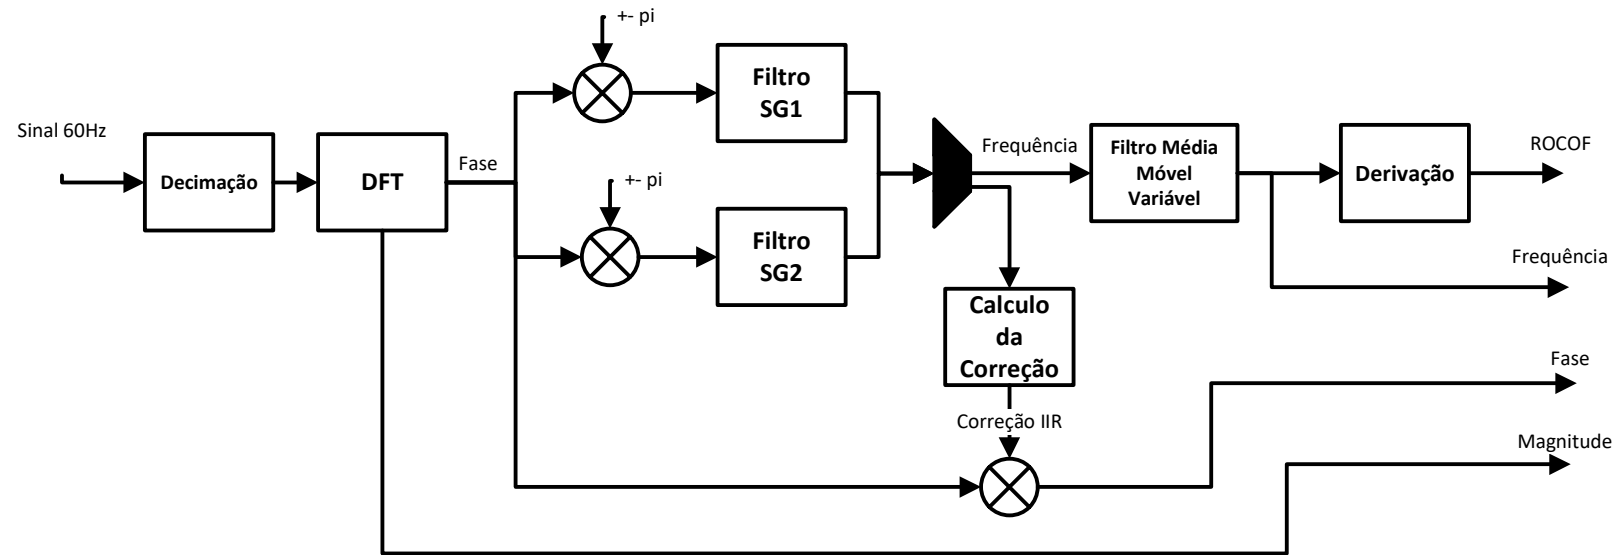 +- pi
Filtro
SG1
Sinal 60Hz
Decimação
DFT
Fase
+- pi
Filtro
SG2
Frequência
Filtro Média
Móvel
Variável
Derivação
ROCOF
Frequência
Calculo
da
Correção
Correção IIR
Fase
Magnitude